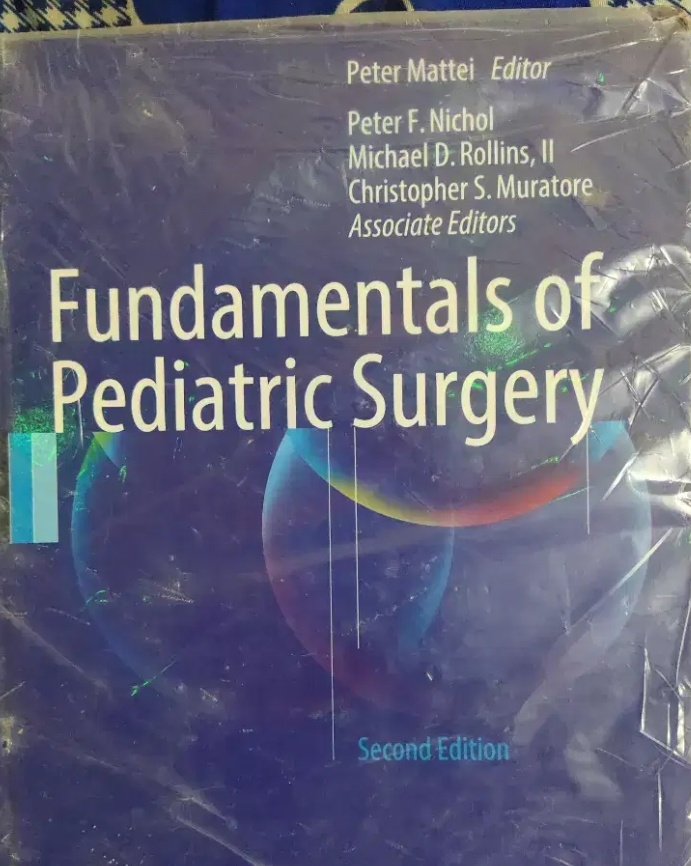 Peter Mattei Editor
Peter F. Nichol
Michael D. Rollins, II
Christopher S. Muratore
Associate Editors
Fundamentals of
Pediatric Surgery
Second Edition